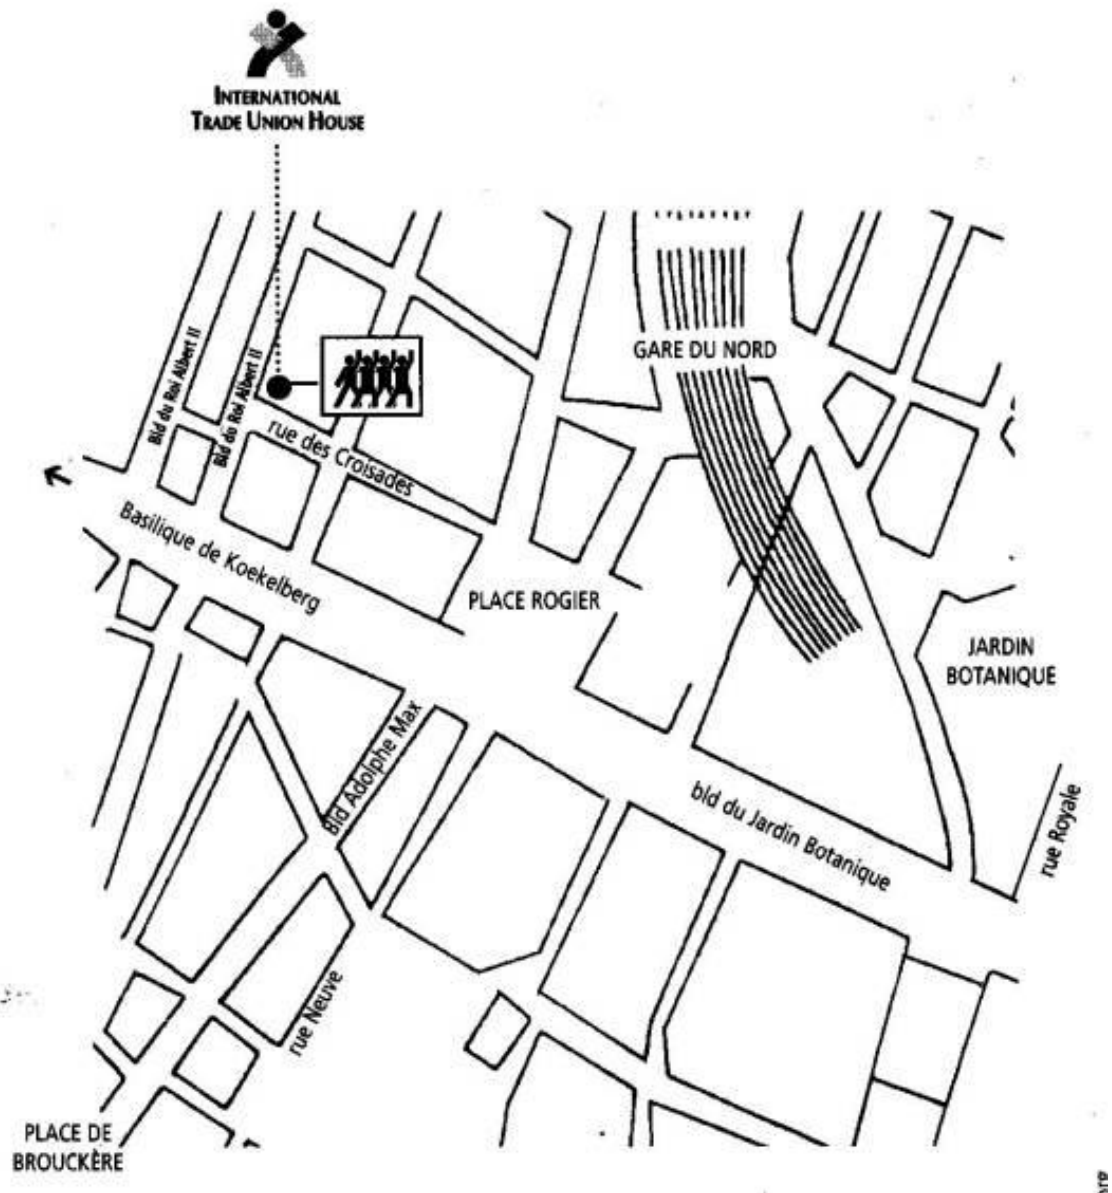 INTERNATIONAL
TRADE UNION HOUSE
GARE DU NORD
Bld du Roi Albert II
Bld du Roi Albert II
rue des Croisades
Basilique de Koekelberg
PLACE ROGIER
JARDIN
BOTANIQUE
Bld Adolphe Max
bld du Jardin Botanique
rue Royale
rue Neuve
PLACE DE
BROUCKÈRE